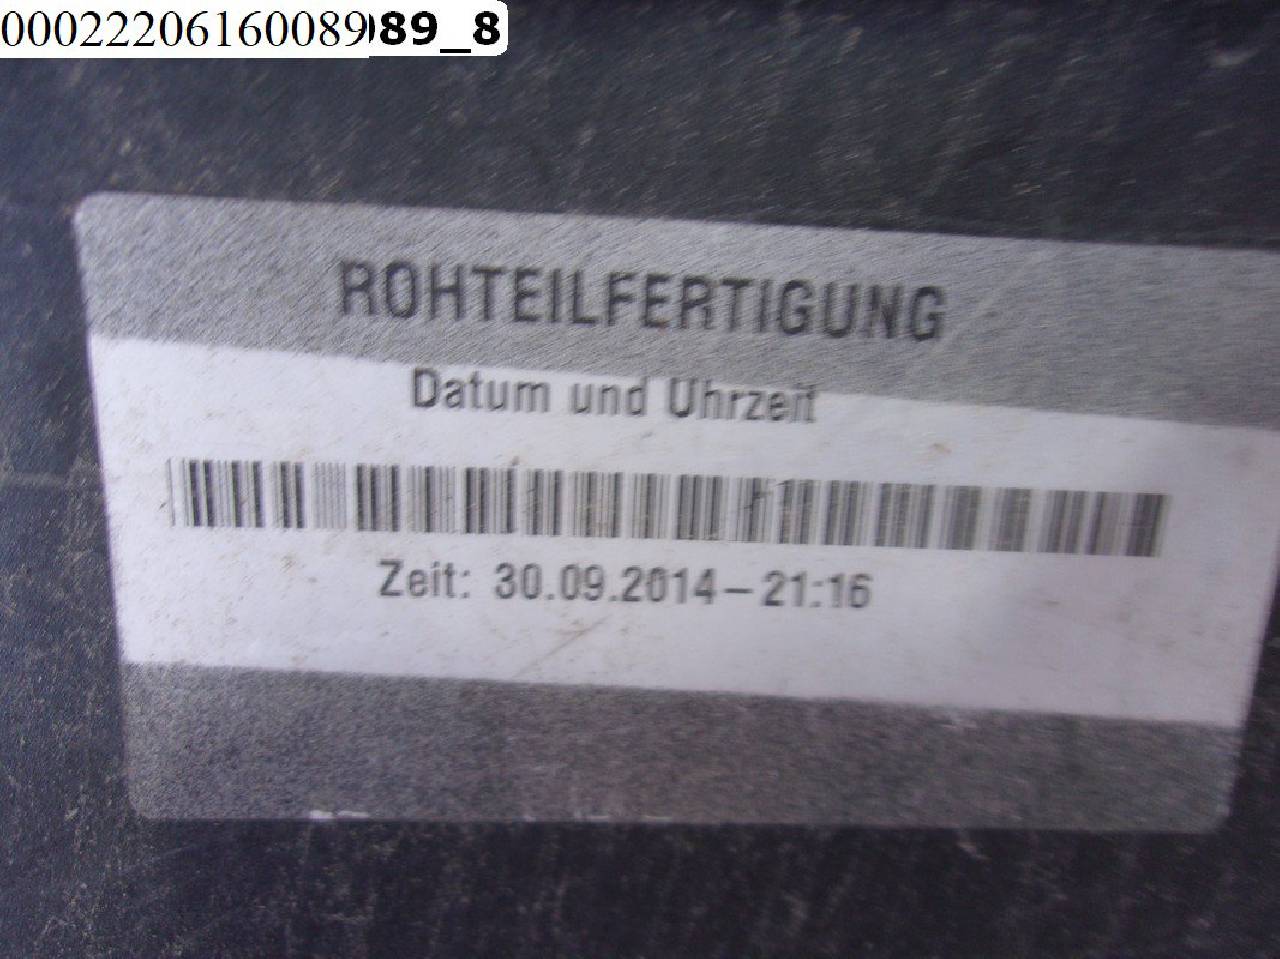 00022206160089 89_8
ROHTEILFERTIGUNG
Datum und Uhrzeit
Zeit: 30.09.2014-21:16